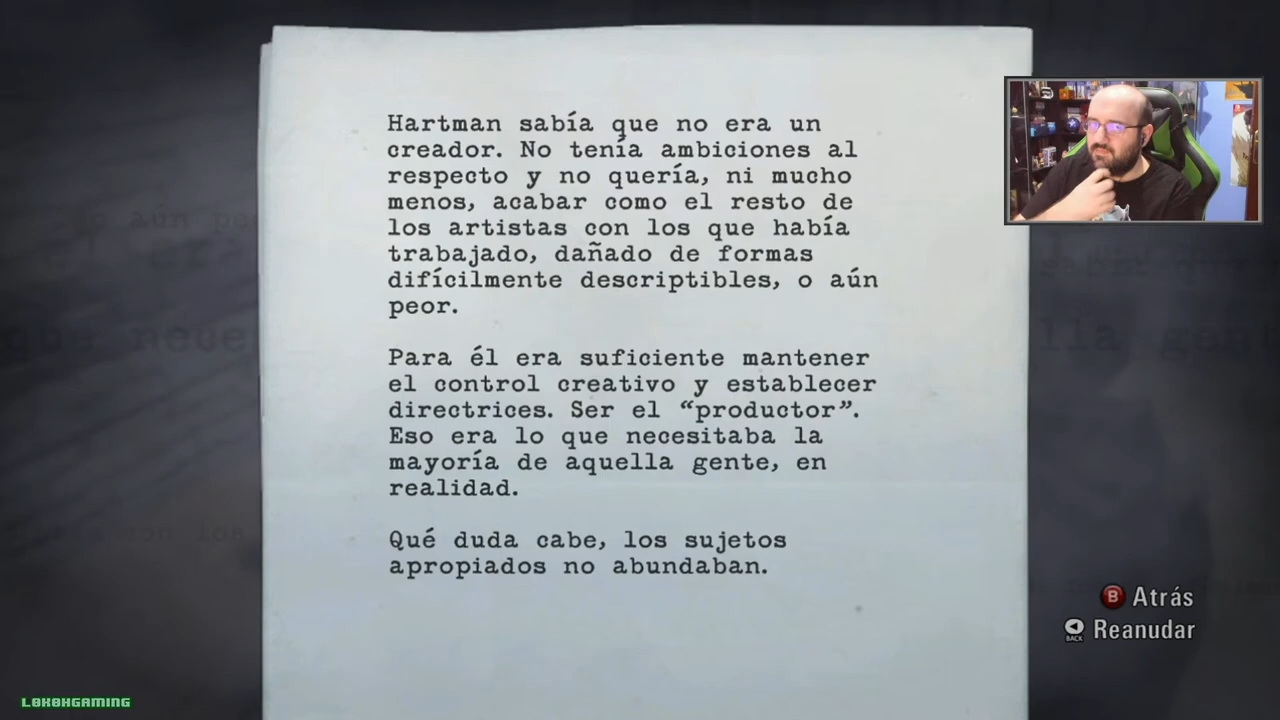 Hartman sabía que no era un
creador. No tenía ambiciones al
respecto y no quería, ni mucho
menos, acabar como el resto de
los artistas con los que había
trabajado, dañado de formas
difícilmente descriptibles, o aún
peor.
Para él era suficiente mantener
el control creativo y establecer
directrices. Ser el “productor”.
Eso era lo que necesitaba la
mayoría de aquella gente, en
realidad.
Qué duda cabe, los sujetos
apropiados no abundaban.
B Atrás
BACK Reanudar
L0K0XGAMING